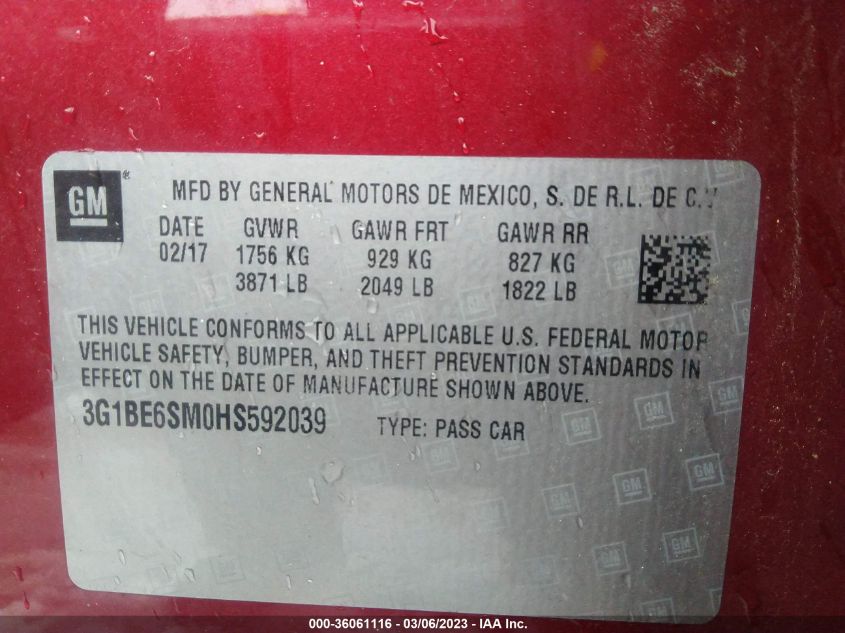 GM®
MFD BY GENERAL MOTORS DE MEXICO, S. DE R.L. DE C.V
DATE GVWR GAWR FRT GAWR RR
02/17 1756 KG 929 KG 827 KG
3871 LB 2049 LB 1822 LB
THIS VEHICLE CONFORMS TO ALL APPLICABLE U.S. FEDERAL MOTOR
VEHICLE SAFETY, BUMPER, AND THEFT PREVENTION STANDARDS IN
EFFECT ON THE DATE OF MANUFACTURE SHOWN ABOVE.
3G1BE6SM0HS592039 TYPE: PASS CAR
000-36061116 - 03/06/2023 - IAA Inc.